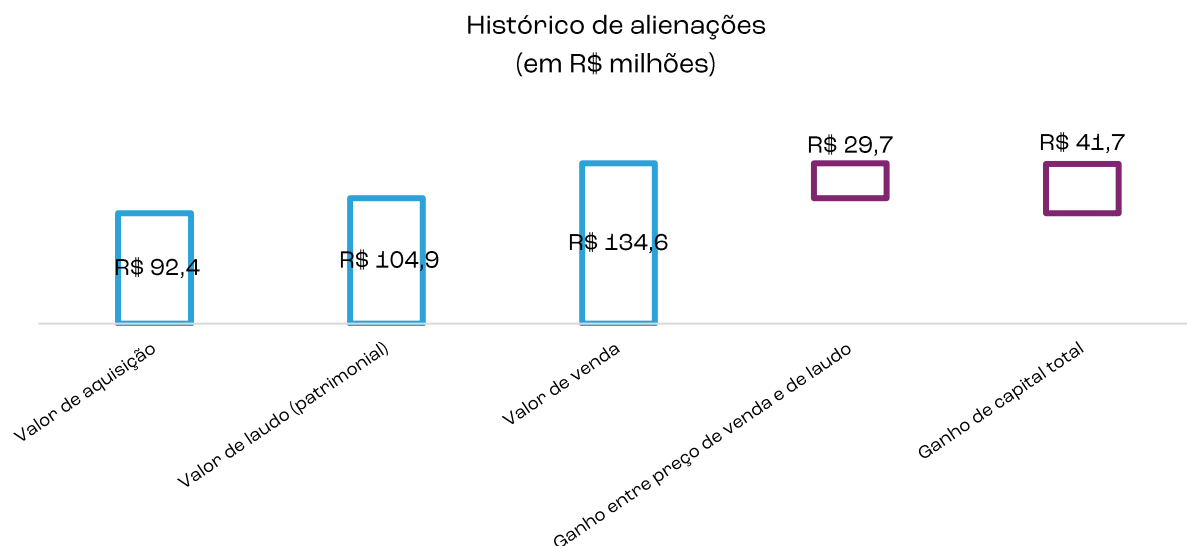 Histórico de alienações
(em R$ milhões)
R$ 92,4
R$ 104,9
R$ 134,6
R$ 29,7
R$ 41,7
Valor de aquisição
Valor de laudo (patrimonial)
Valor de venda
Ganho entre preço de venda e de laudo
Ganho de capital total